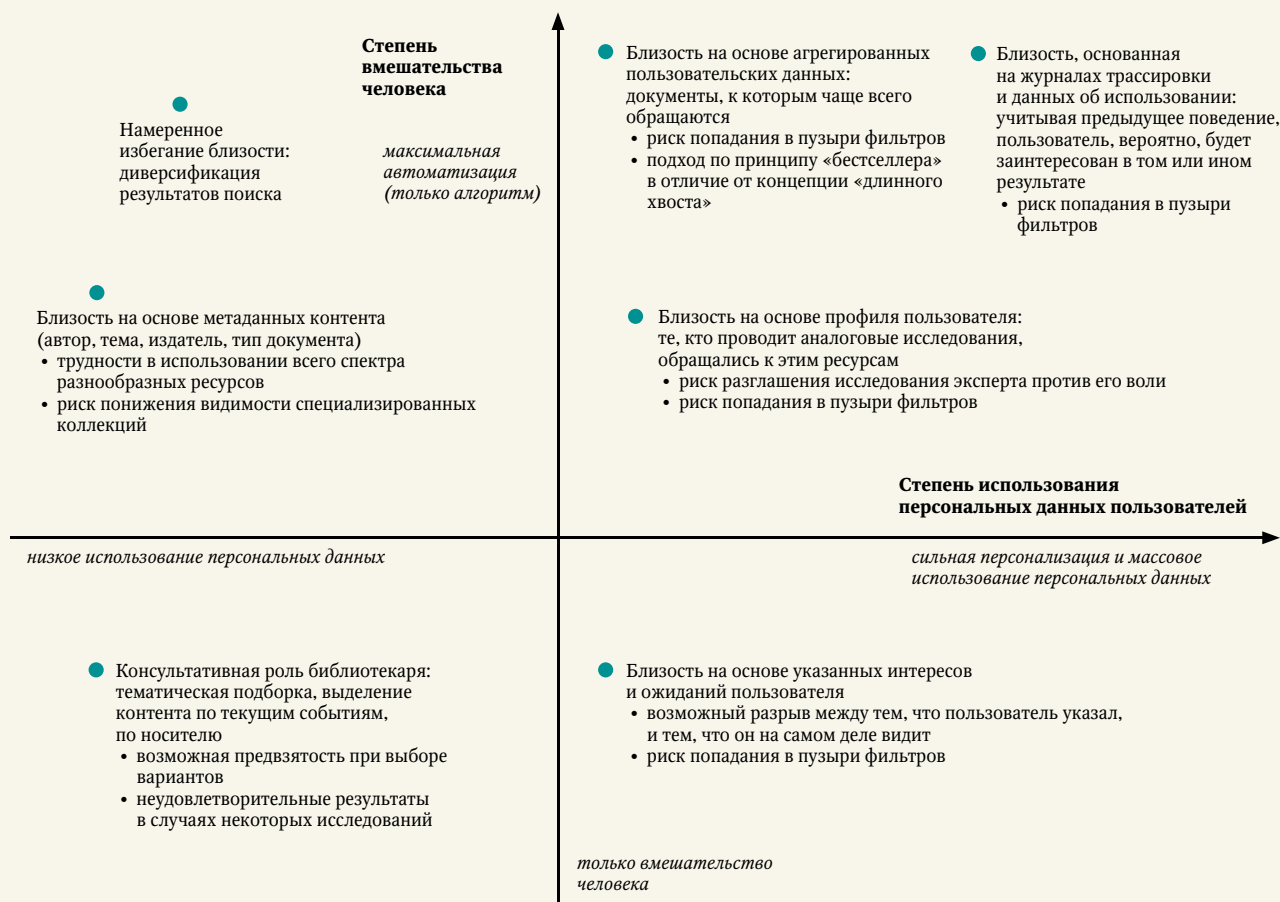 Степень
вмешательства
человека
Намеренное
избегание близости:
диверсификация
результатов поиска
максимальная
автоматизация
(только алгоритм)
Близость на основе агрегированных
пользовательских данных:
документы, к которым чаще всего
обращаются
• риск попадания в пузыри фильтров
• подход по принципу «бестселлера»
в отличие от концепции «длинного
хвоста»
Близость, основанная
на журналах трассировки
и данных об использовании:
учитывая предыдущее поведение,
пользователь, вероятно, будет
заинтересован в том или ином
результате
• риск попадания в пузыри
фильтров
Близость на основе метаданных контента
(автор, тема, издатель, тип документа)
• трудности в использовании всего спектра
разнообразных ресурсов
• риск понижения видимости специализированных
коллекций
Близость на основе профиля пользователя:
те, кто проводит аналоговые исследования,
обращались к этим ресурсам
• риск разглашения исследования эксперта против его воли
• риск попадания в пузыри фильтров
Степень использования
персональных данных пользователей
низкое использование персональных данных
сильная персонализация и массовое
использование персональных данных
Консультативная роль библиотекаря:
тематическая подборка, выделение
контента по текущим событиям,
по носителю
• возможная предвзятость при выборе
вариантов
• неудовлетворительные результаты
в случаях некоторых исследований
Близость на основе указанных интересов
и ожиданий пользователя
• возможный разрыв между тем, что пользователь указал,
и тем, что он на самом деле видит
• риск попадания в пузыри фильтров
только вмешательство
человека